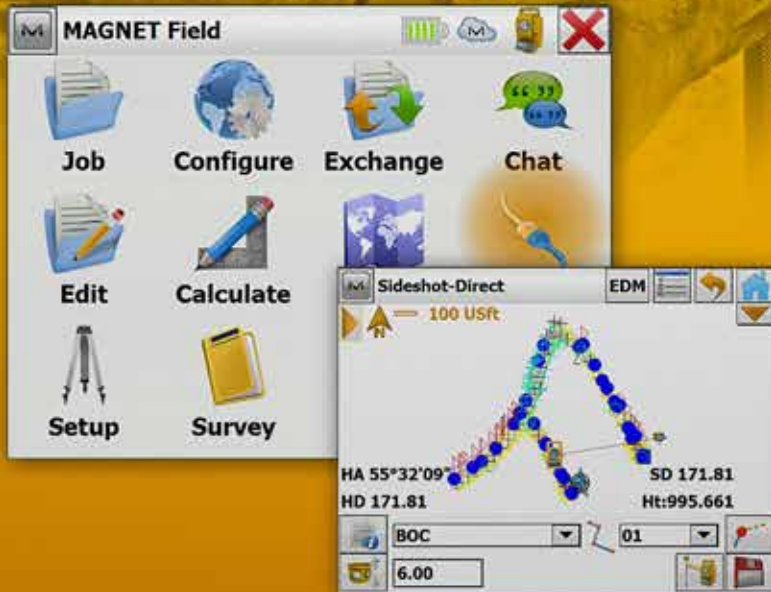 MAGNET Field
Job
Configure
Exchange
Chat
Edit
Calculate
Setup
Survey
Sideshot-Direct
EDM
100 USft
N
HA 55°32'09"
SD 171.81
HD 171.81
Ht:995.661
BOC
01
6.00